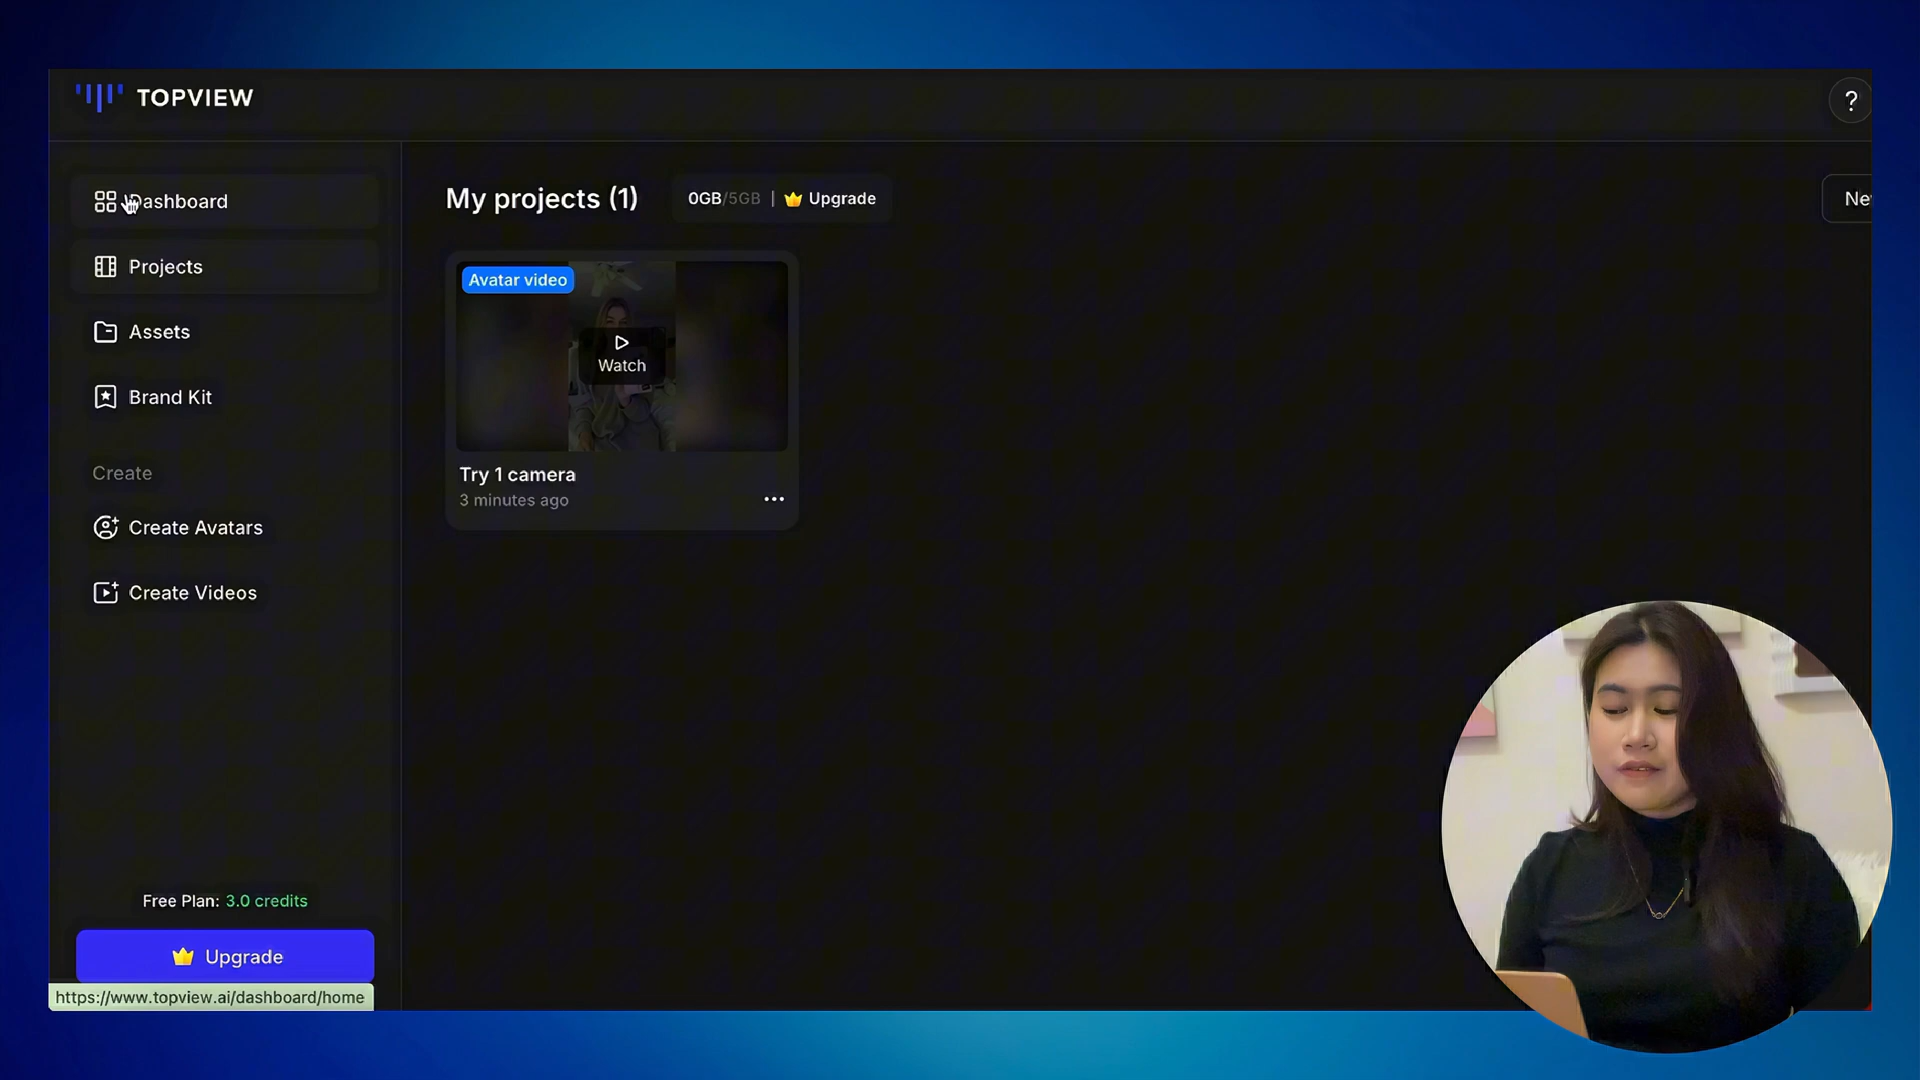 TOPVIEW
?
Dashboard
Projects
Assets
Brand Kit
Create
Create Avatars
Create Videos
Free Plan: 3.0 credits
Upgrade
https://www.topview.ai/dashboard/home
My projects (1)
0GB/5GB | Upgrade
Ne
Avatar video
Watch
Try 1 camera
3 minutes ago